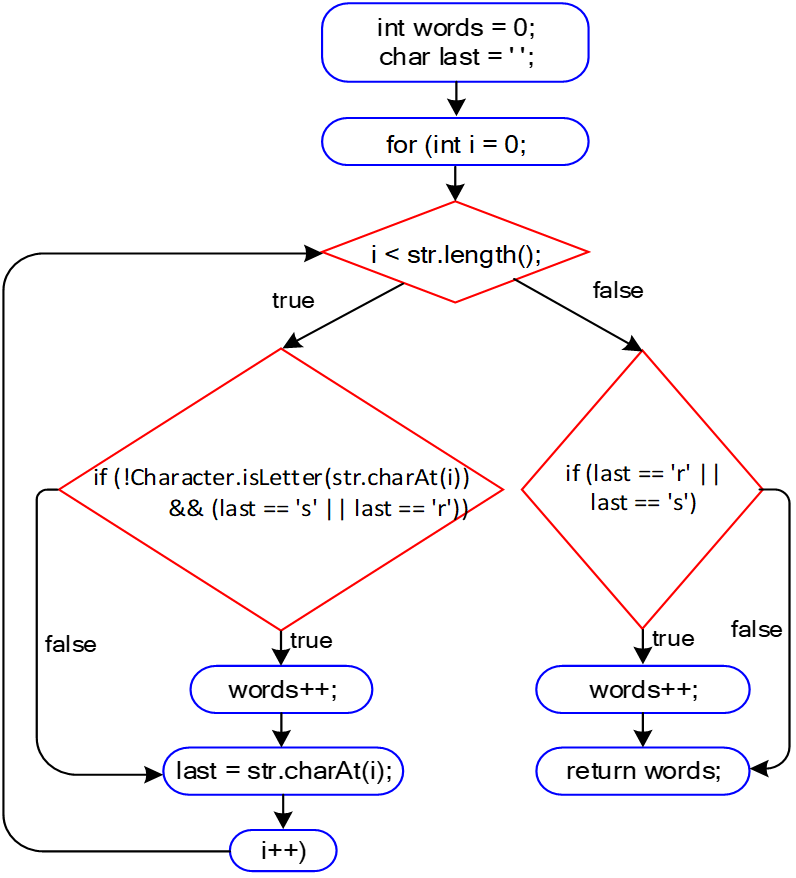 int words = 0;
char last = ' ';
for (int i = 0;
i < str.length();
true
false
if (!Character.isLetter(str.charAt(i))
&& (last == 's' || last == 'r'))
if (last == 'r' ||
last == 's')
false
true
true
false
words++;
words++;
last = str.charAt(i);
return words;
i++)